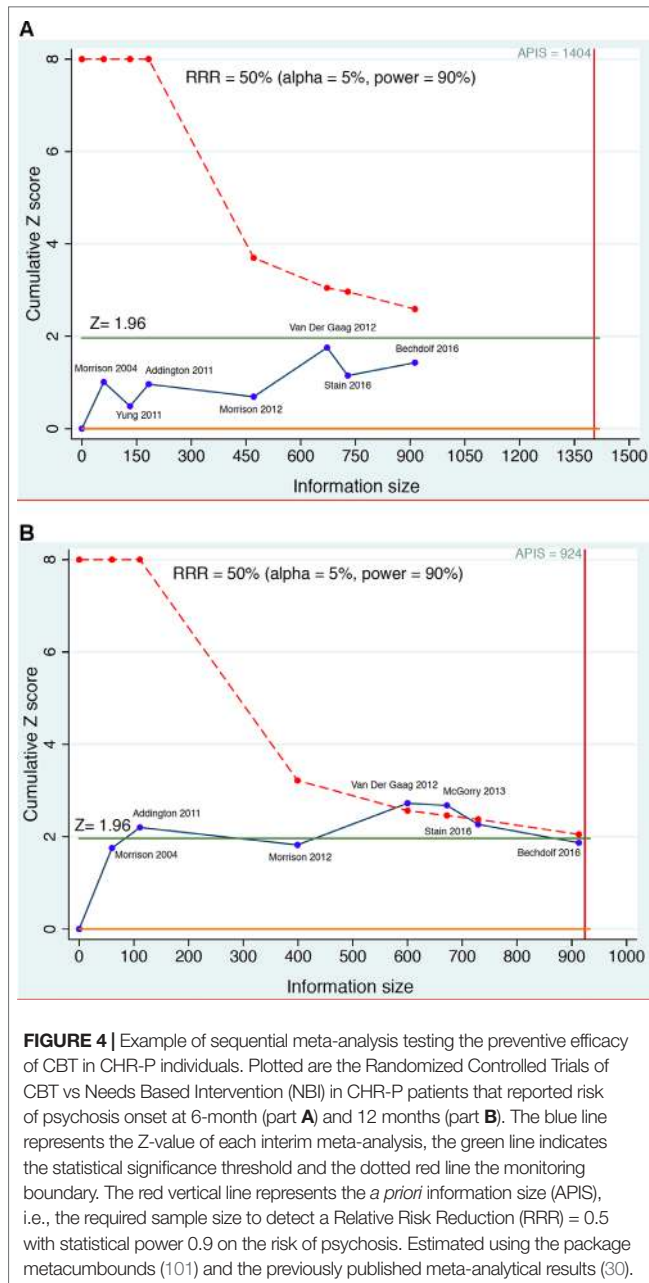 A
APIS = 1404
RRR = 50% (alpha = 5%, power = 90%)
8
6
4
2
0
Cumulative Z score
Z= 1.96
Van Der Gaag 2012
Morrison 2004
Addington 2011
Bechdolf 2016
Yung 2011
Morrison 2012
Stain 2016
0 150 300 450 600 750 900 1050 1200 1350 1500
Information size
B
APIS = 924
RRR = 50% (alpha = 5%, power = 90%)
8
6
4
2
0
Cumulative Z score
Van Der Gaag 2012
McGorry 2013
Addington 2011
Z= 1.96
Stain 2016
Morrison 2004
Morrison 2012
Bechdolf 2016
0 100 200 300 400 500 600 700 800 900 1000
Information size
FIGURE 4 | Example of sequential meta-analysis testing the preventive efficacy
of CBT in CHR-P individuals. Plotted are the Randomized Controlled Trials of
CBT vs Needs Based Intervention (NBI) in CHR-P patients that reported risk
of psychosis onset at 6-month (part A) and 12 months (part B). The blue line
represents the Z-value of each interim meta-analysis, the green line indicates
the statistical significance threshold and the dotted red line the monitoring
boundary. The red vertical line represents the a priori information size (APIS),
i.e., the required sample size to detect a Relative Risk Reduction (RRR) = 0.5
with statistical power 0.9 on the risk of psychosis. Estimated using the package
metacumbounds (101) and the previously published meta-analytical results (30).